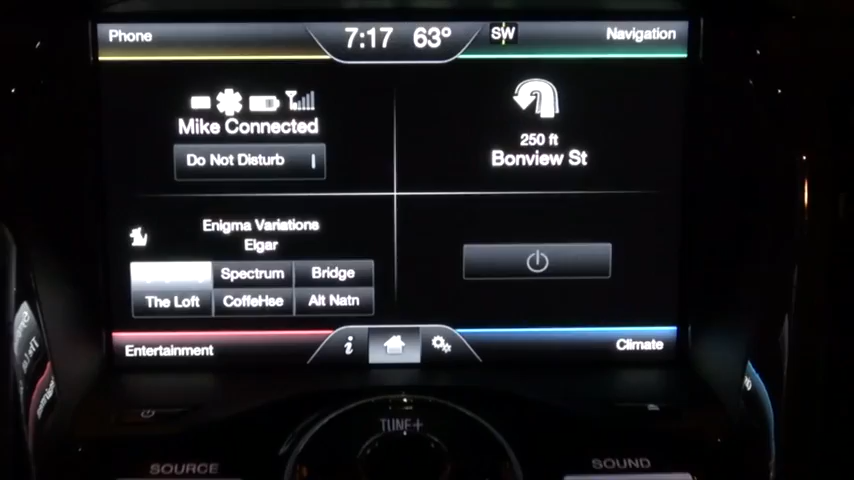 Phone
7:17 63°
SW
Navigation
Mike Connected
Do Not Disturb
250 ft
Bonview St
Enigma Variations
Elgar
Spectrum
Bridge
The Loft
CoffeHse
Alt Natn
Entertainment
i
Climate
TUNE+
SOURCE
SOUND